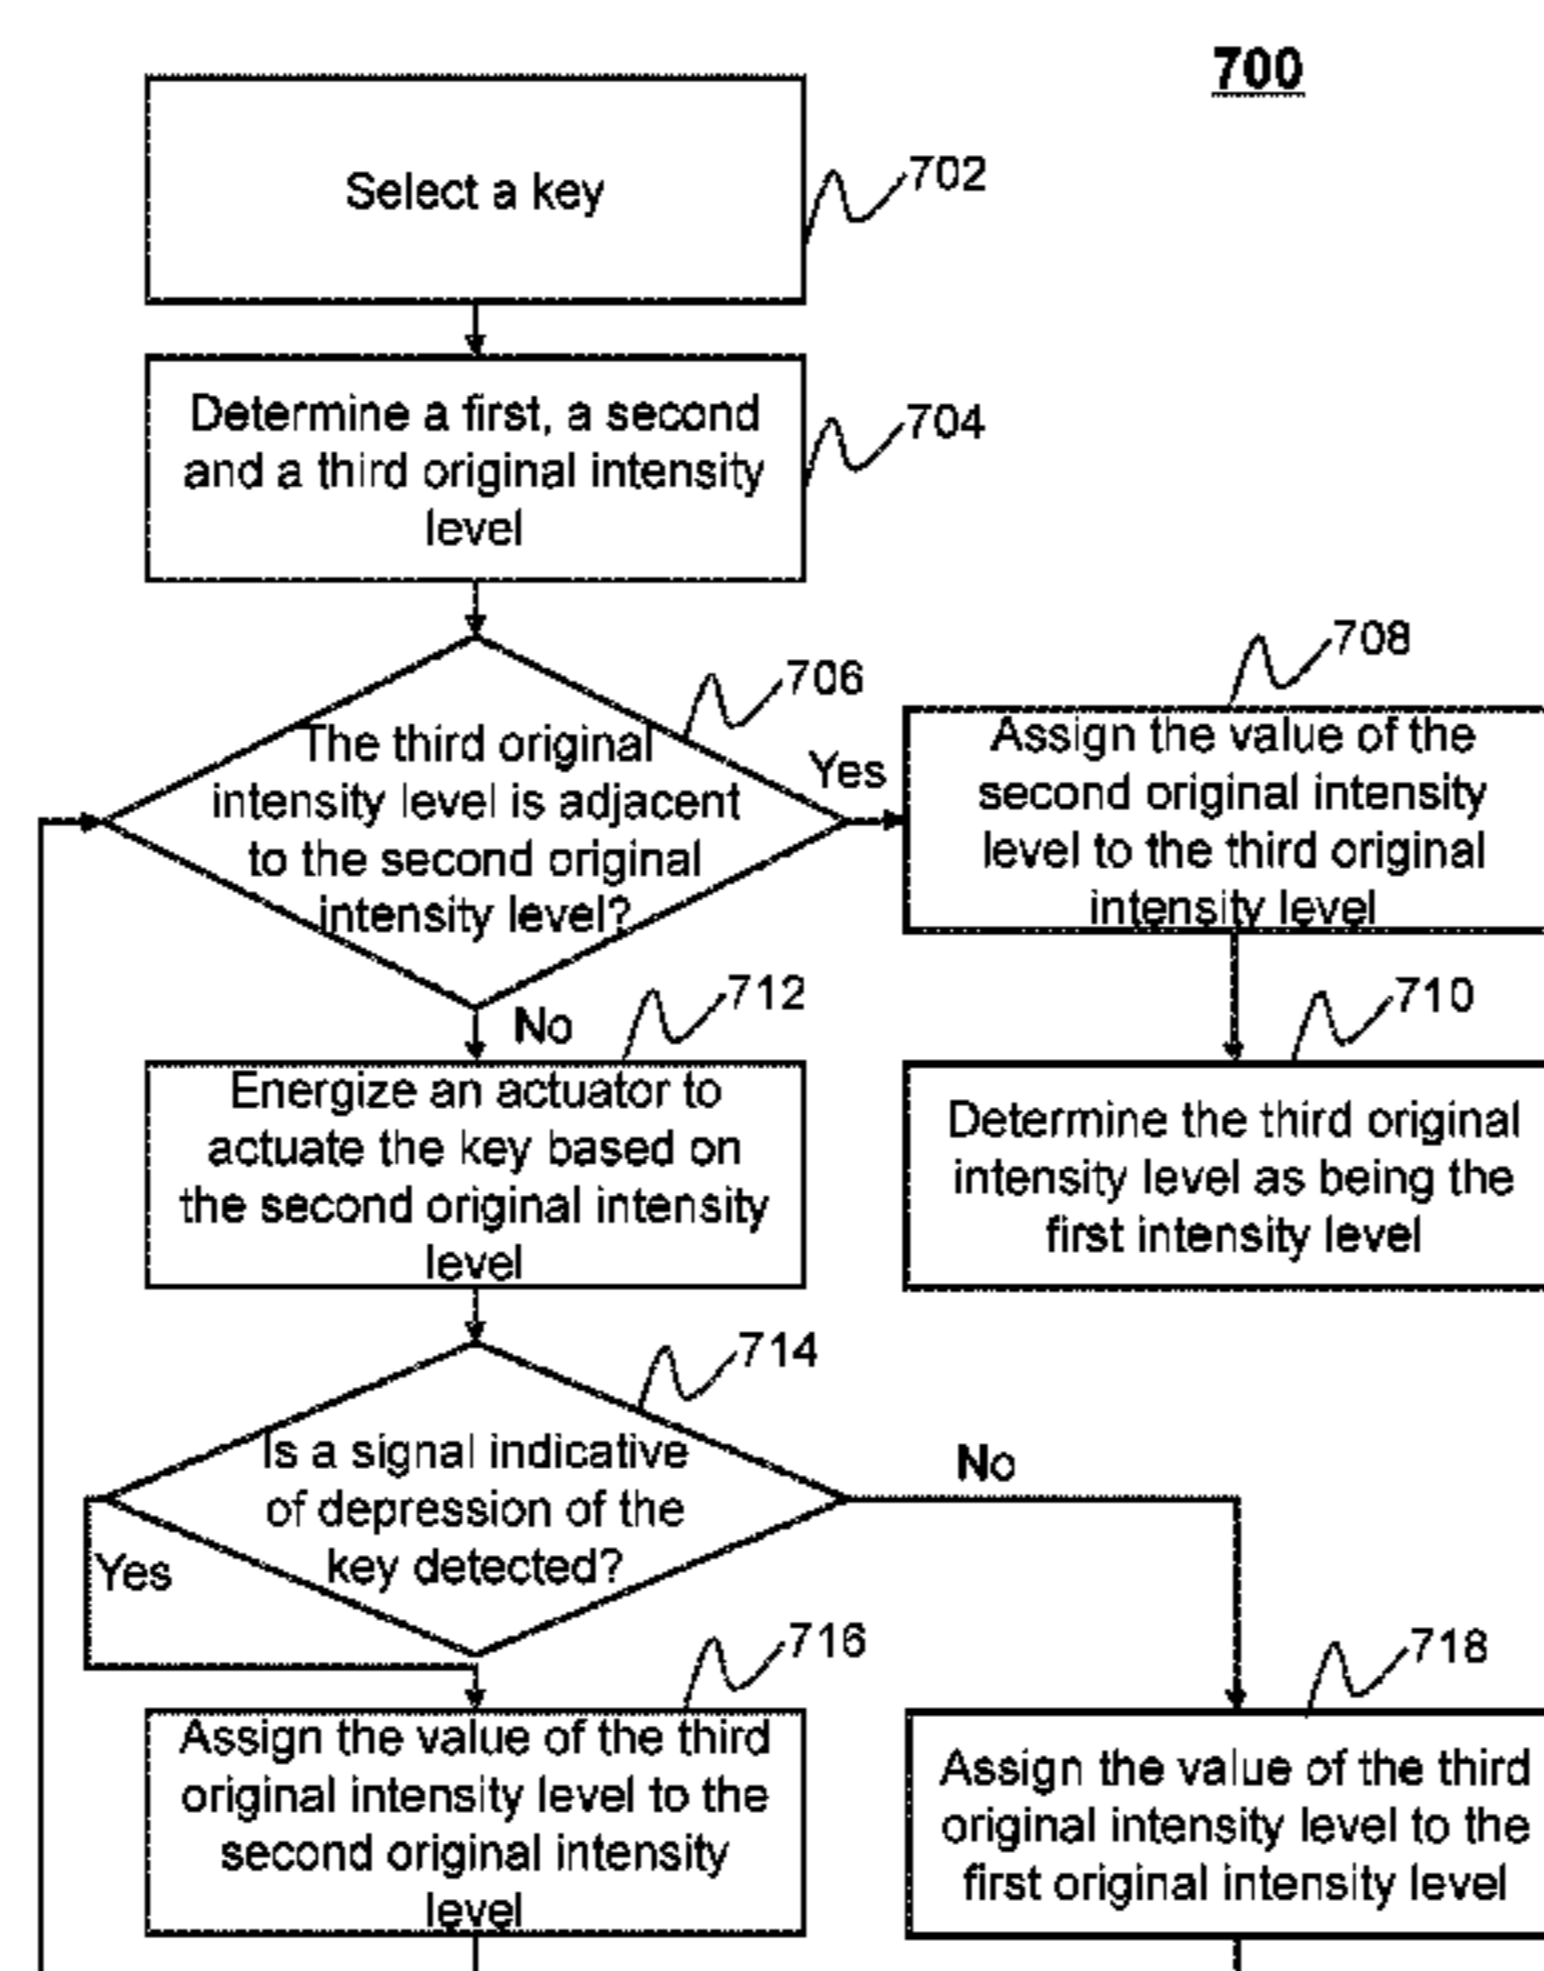 700
Select a key
702
Determine a first, a second
and a third original intensity
level
704
706
The third original
intensity level is adjacent
to the second original
intensity level?
Yes
708
Assign the value of the
second original intensity
level to the third original
intensity level
No
712
710
Energize an actuator to
actuate the key based on
the second original intensity
level
Determine the third original
intensity level as being the
first intensity level
714
Is a signal indicative
of depression of the
key detected?
No
Yes
716
718
Assign the value of the third
original intensity level to the
second original intensity
level
Assign the value of the third
original intensity level to the
first original intensity level